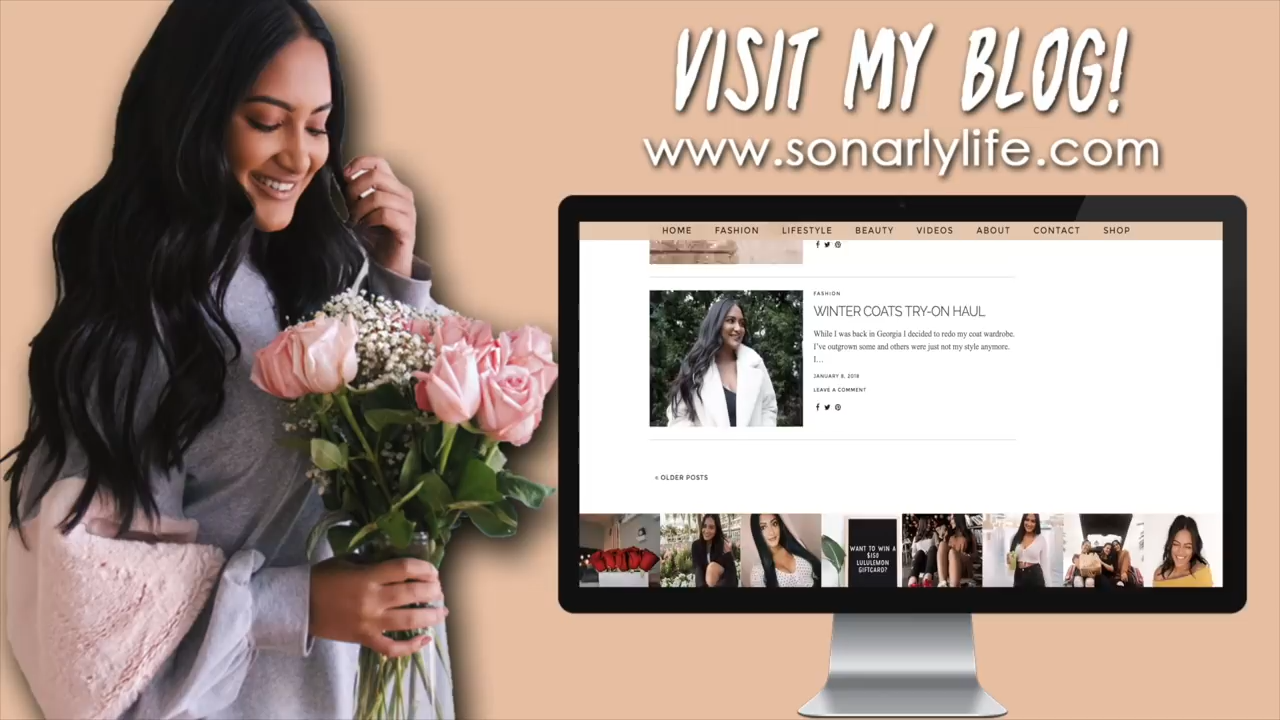 VISIT MY BLOG!
www.sonarlylife.com
HOME FASHION LIFESTYLE BEAUTY VIDEOS ABOUT CONTACT SHOP
FASHION
WINTER COATS TRY-ON HAUL
While I was back in Georgia I decided to redo my coat wardrobe.
I've outgrown some and others were just not my style anymore.
I…
JANUARY 8, 2018
LEAVE A COMMENT
« OLDER POSTS
WANT TO WIN A
$150
LULULEMON
GIFTCARD?